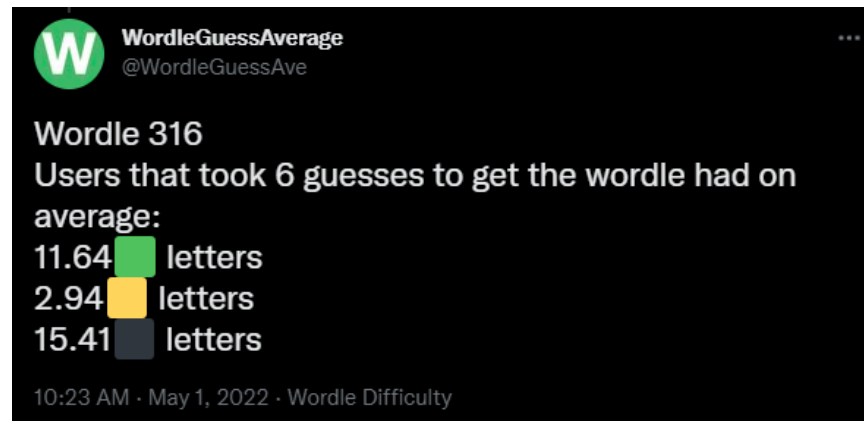 W
WordleGuessAverage
@WordleGuessAve
Wordle 316
Users that took 6 guesses to get the wordle had on
average:
11.64🟩 letters
2.94🟨 letters
15.41⬛ letters
10:23 AM · May 1, 2022 · Wordle Difficulty